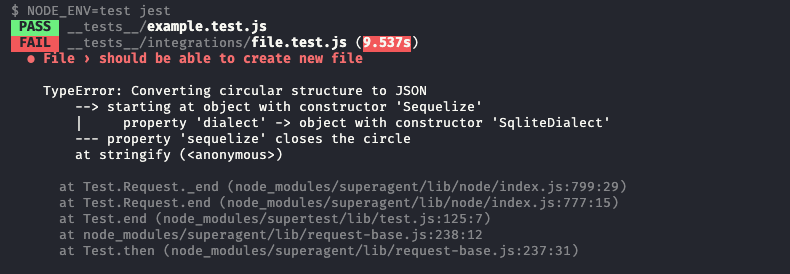 $ NODE_ENV=test jest
PASS __tests__/example.test.js
FAIL __tests__/integrations/file.test.js (9.537s)
● File › should be able to create new file
TypeError: Converting circular structure to JSON
--> starting at object with constructor 'Sequelize'
|     property 'dialect' -> object with constructor 'SqliteDialect'
--- property 'sequelize' closes the circle
at stringify (<anonymous>)
at Test.Request._end (node_modules/superagent/lib/node/index.js:799:29)
at Test.Request.end (node_modules/superagent/lib/node/index.js:777:15)
at Test.end (node_modules/supertest/lib/test.js:125:7)
at node_modules/superagent/lib/request-base.js:238:12
at Test.then (node_modules/superagent/lib/request-base.js:237:31)